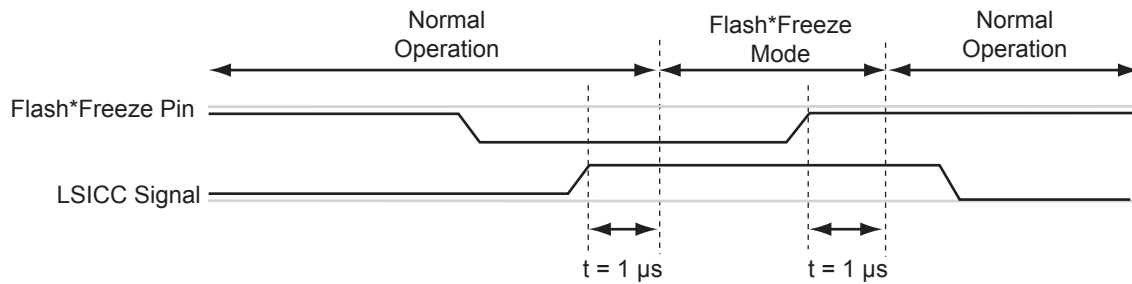 Normal
Operation
Flash*Freeze
Mode
Normal
Operation
Flash*Freeze Pin
LSICC Signal
t = 1 µs
t = 1 µs